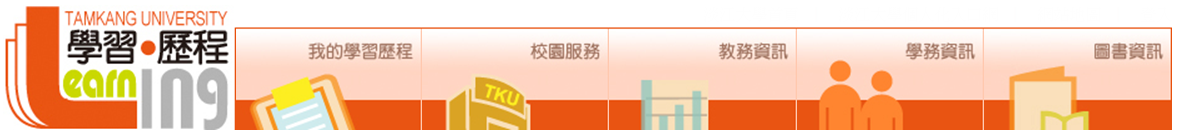 TAMKANG UNIVERSITY
學習•歷程
Learning
我的學習歷程
校園服務
TKU
教務資訊
學務資訊
圖書資訊